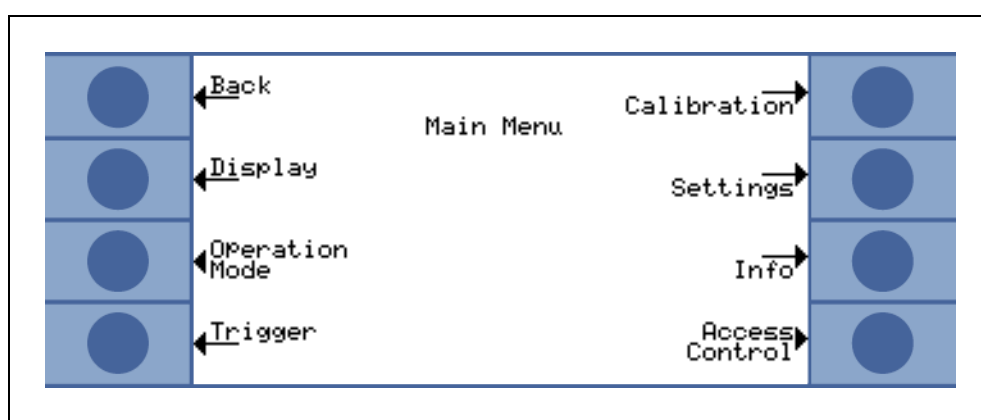 Back
Calibration
Main Menu
Display
Settings
Operation
Mode
Info
Trigger
Access
Control